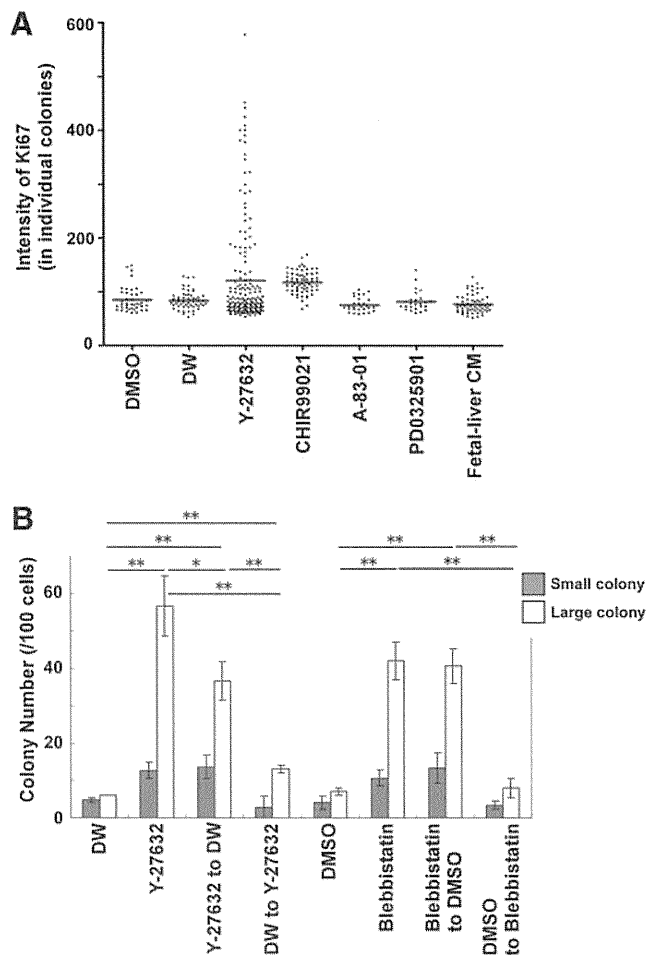 A
Intensity of Ki67
(in individual colonies)
600
400
200
0
DMSO
DW
Y-27632
CHIR99021
A-83-01
PD0325901
Fetal-liver CM
B
Colony Number (/100 cells)
60
40
20
0
**
**
**
**
**
*
**
**
**
**
Small colony
Large colony
DW
Y-27632
Y-27632 to DW
DW to Y-27632
DMSO
Blebbistatin
Blebbistatin
to DMSO
DMSO
to Blebbistatin